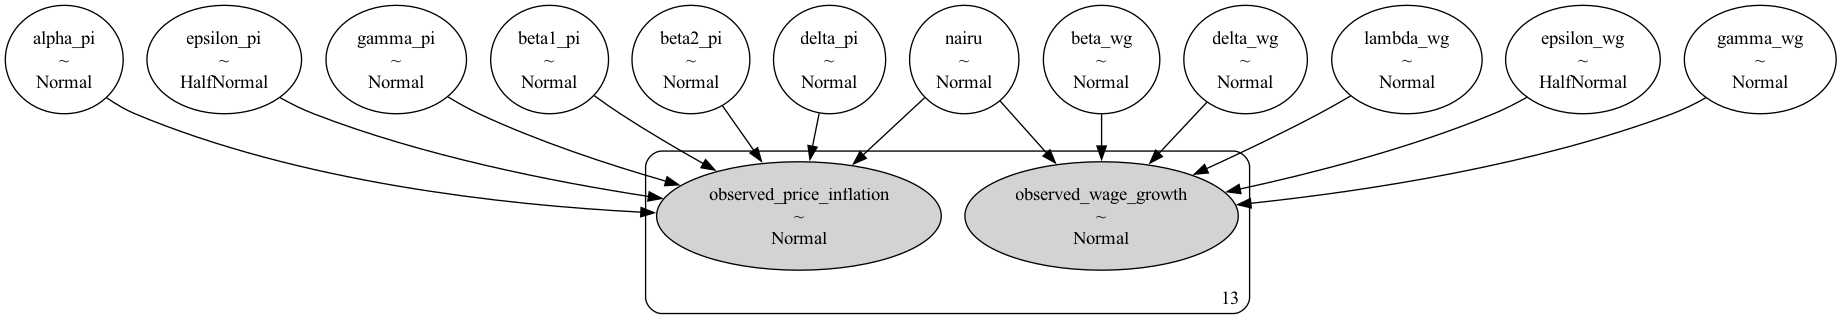 alpha_pi
~
Normal
epsilon_pi
~
HalfNormal
gamma_pi
~
Normal
beta1_pi
~
Normal
beta2_pi
~
Normal
delta_pi
~
Normal
nairu
~
Normal
beta_wg
~
Normal
delta_wg
~
Normal
lambda_wg
~
Normal
epsilon_wg
~
HalfNormal
gamma_wg
~
Normal
observed_price_inflation
~
Normal
observed_wage_growth
~
Normal
13